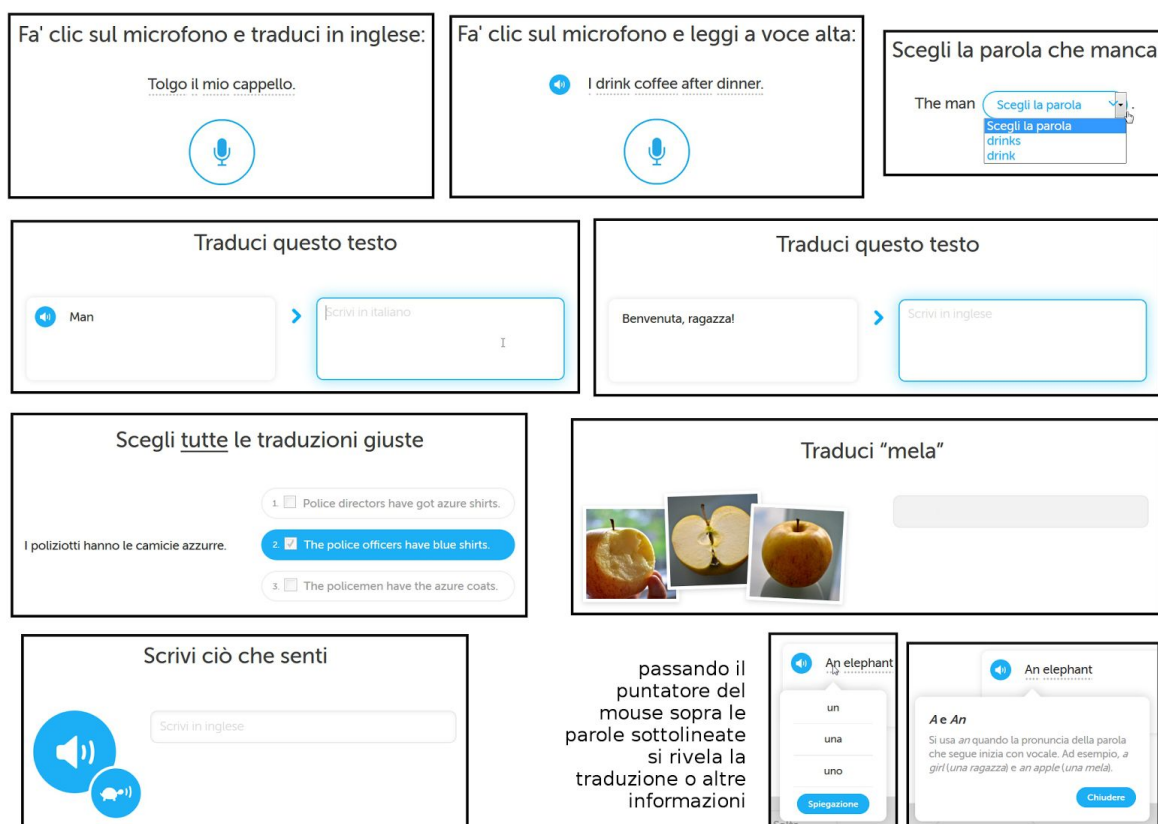 Fa' clic sul microfono e traduci in inglese:
Tolgo il mio cappello.
Fa' clic sul microfono e leggi a voce alta:
I drink coffee after dinner.
Scegli la parola che manca
The man Scegli la parola .
Scegli la parola
drinks
drink
Traduci questo testo
Man
Scrivi in italiano
Traduci questo testo
Benvenuta, ragazza!
Scrivi in inglese
Scegli tutte le traduzioni giuste
I poliziotti hanno le camicie azzurre.
1. Police directors have got azure shirts.
2. The police officers have blue shirts.
3. The policemen have the azure coats.
Traduci “mela”
Scrivi ciò che senti
Scrivi in inglese
passando il
puntatore del
mouse sopra le
parole sottolineate
si rivela la
traduzione o altre
informazioni
An elephant
un
una
uno
Spiegazione
An elephant
A e An
Si usa an quando la pronuncia della parola
che segue inizia con vocale. Ad esempio, a
girl (una ragazza) e an apple (una mela).
Chiudere